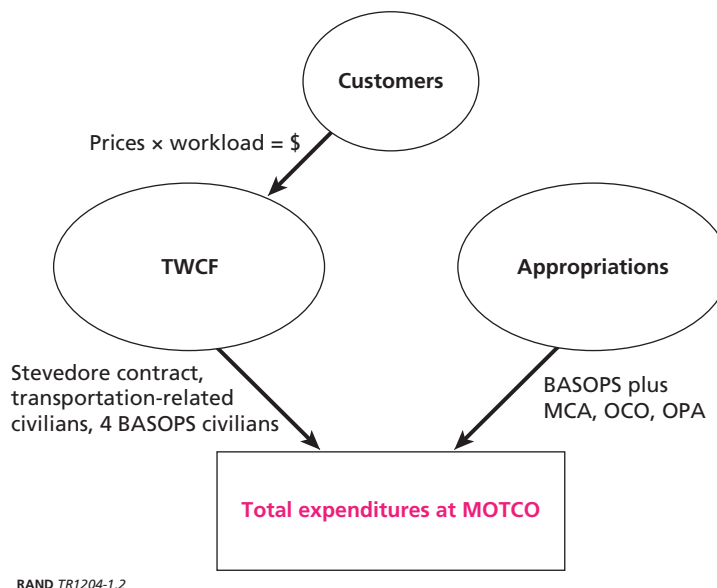 Customers
Prices × workload = $
TWCF
Appropriations
Stevedore contract,
transportation-related
civilians, 4 BASOPS civilians
BASOPS plus
MCA, OCO, OPA
Total expenditures at MOTCO
RAND TR1204-1.2